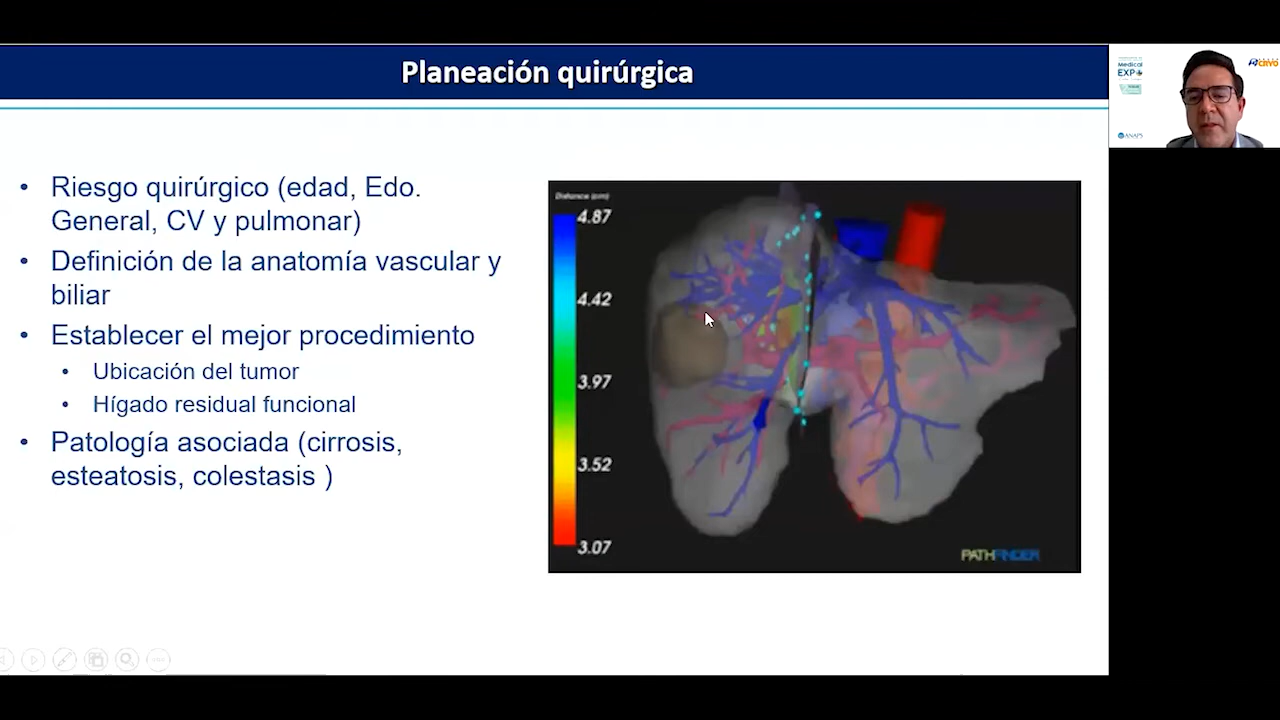 Planeación quirúrgica
• Riesgo quirúrgico (edad, Edo.
General, CV y pulmonar)
• Definición de la anatomía vascular y
biliar
• Establecer el mejor procedimiento
• Ubicación del tumor
• Hígado residual funcional
• Patología asociada (cirrosis,
esteatosis, colestasis )
Distance (cm)
4.87
4.42
3.97
3.52
3.07
PATHFINDER
Medical
EXPO
ANAPS